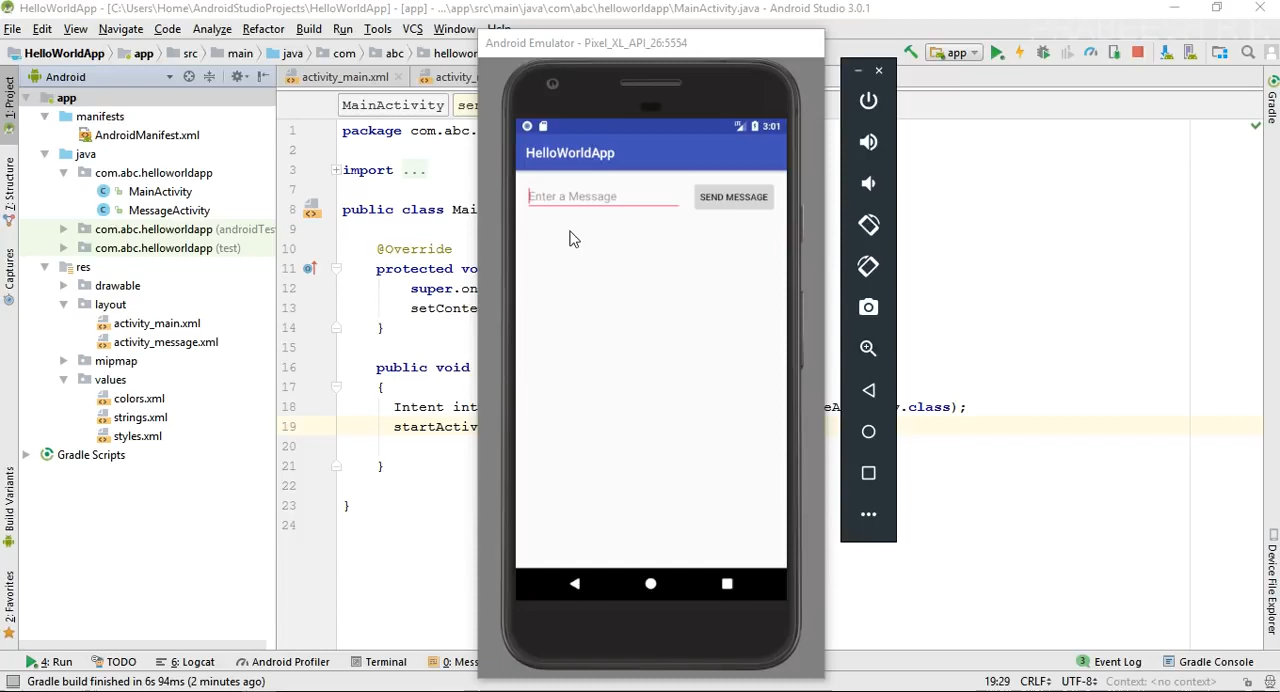 HelloWorldApp - [C:\Users\Home\AndroidStudioProjects\HelloWorldApp] - [app] - ...\app\src\main\java\com\abc\helloworldapp\MainActivity.java - Android Studio 3.0.1
File Edit View Navigate Code Analyze Refactor Build Run Tools VCS Window Help
HelloWorldApp app src main java com abc
app
Android
activity_main.xml
1: Project
7: Structure
Captures
Build Variants
2: Favorites
app
manifests
AndroidManifest.xml
java
com.abc.helloworldapp
MainActivity
MessageActivity
com.abc.helloworldapp (androidTes
com.abc.helloworldapp (test)
res
drawable
layout
activity_main.xml
activity_message.xml
mipmap
values
colors.xml
strings.xml
styles.xml
Gradle Scripts
MainActivity
1 package com.abc.
2
3 import ...
7
8 public class Mai
9
10 @Override
11 protected vo
12 super.on
13 setConte
14 }
15
16 public void
17 {
18 Intent int .class);
19 startActiv
20
21 }
22
23 }
24
Android Emulator - Pixel_XL_API_26:5554
3:01
HelloWorldApp
Enter a Message
SEND MESSAGE
Gradle
Device File Explorer
4: Run TODO 6: Logcat Android Profiler Terminal 0: Mess
3 Event Log Gradle Console
Gradle build finished in 6s 94ms (2 minutes ago)
19:29 CRLF÷ UTF-8÷ Context: <no context>